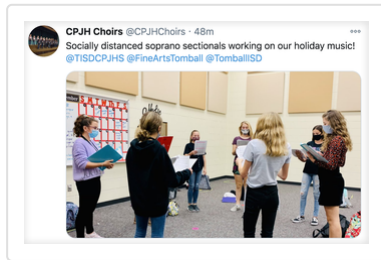 CPJH Choirs @CPJHChoirs · 48m
Socially distanced soprano sectionals working on our holiday music!
@TISDCPJHS @FineArtsTomball @TomballISD